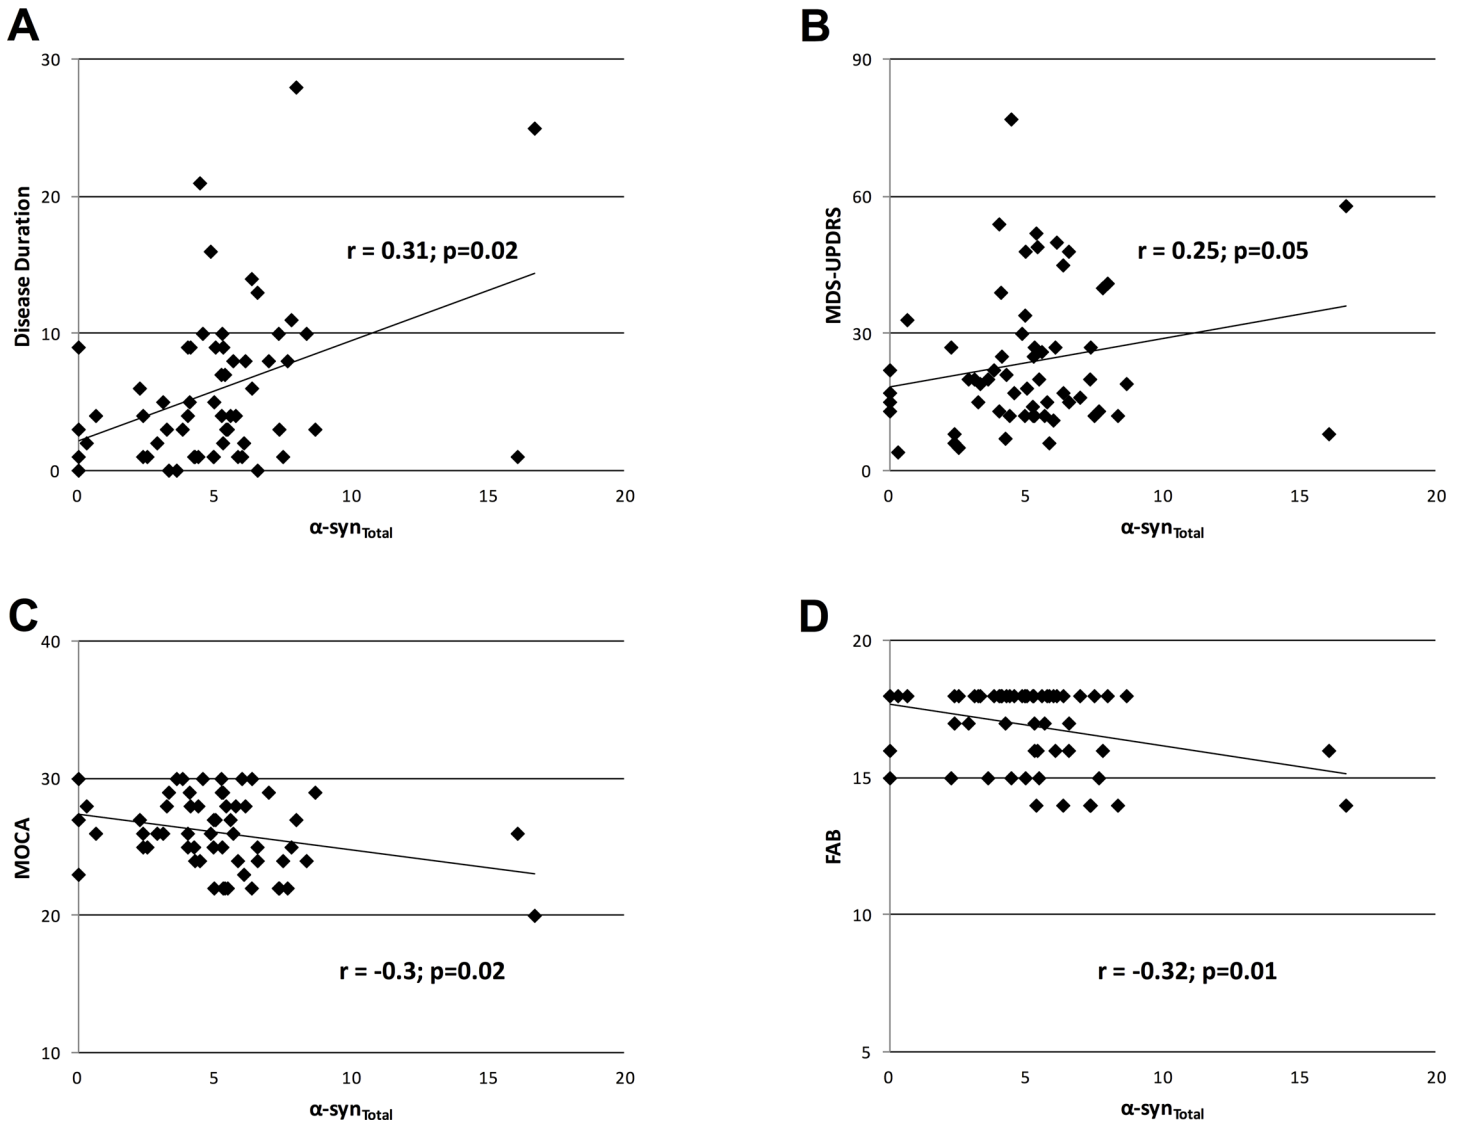 A
B
30
20
10
0
Disease Duration
r = 0.31; p=0.02
0 5 10 15 20
α-synTotal
90
60
30
0
MDS-UPDRS
r = 0.25; p=0.05
0 5 10 15 20
α-synTotal
C
D
40
30
20
10
MOCA
r = -0.3; p=0.02
0 5 10 15 20
α-synTotal
20
15
10
5
FAB
r = -0.32; p=0.01
0 5 10 15 20
α-synTotal